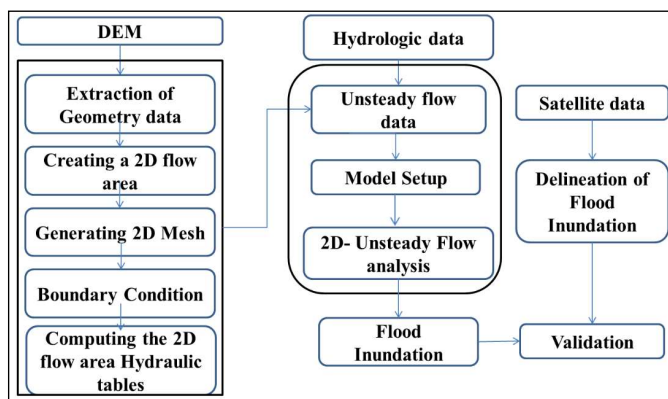 DEM
Extraction of
Geometry data
Creating a 2D flow
area
Generating 2D Mesh
Boundary Condition
Computing the 2D
flow area Hydraulic
tables
Hydrologic data
Unsteady flow
data
Model Setup
2D- Unsteady Flow
analysis
Flood
Inundation
Satellite data
Delineation of
Flood
Inundation
Validation